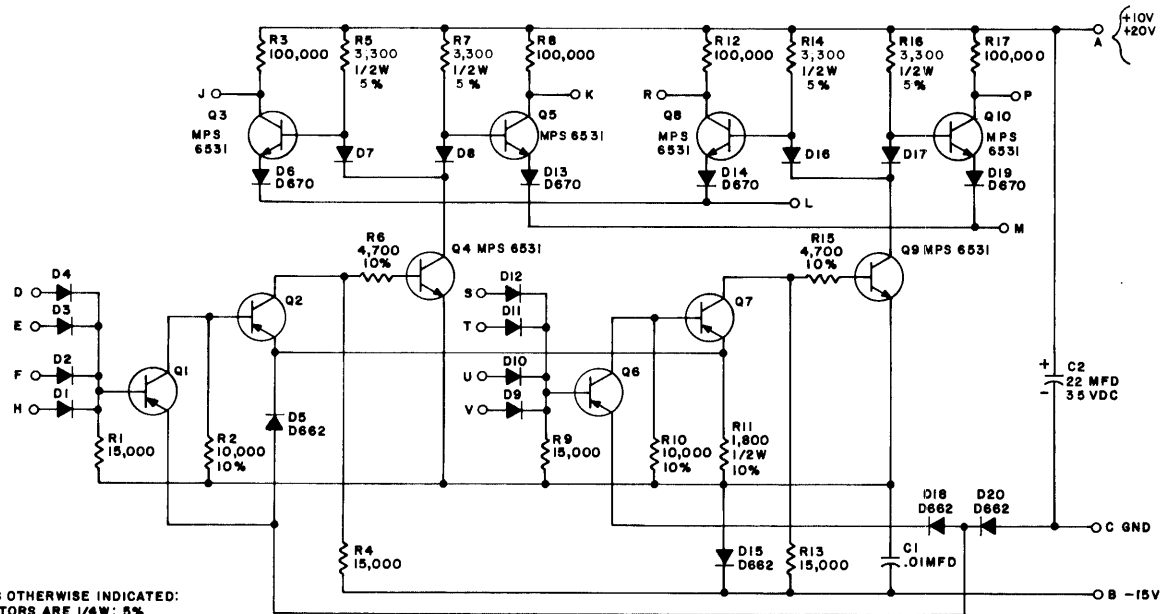 R3
100,000
R5
3,300
1/2W
5%
R7
3,300
1/2W
5%
R8
100,000
R12
100,000
R14
3,300
1/2W
5%
R16
3,300
1/2W
5%
R17
100,000
A
+10V
+20V
J
K
R
P
Q3
MPS
6531
Q5
MPS 6531
Q8
MPS
6531
Q10
MPS
6531
D7
D8
D16
D17
D6
D670
D13
D670
D14
D670
D19
D670
L
M
R6
4,700
10%
Q4 MPS 6531
R15
4,700
10%
Q9 MPS 6531
D4
D
D3
E
D2
F
D1
H
Q2
Q1
D12
S
D11
T
D10
U
D9
V
Q7
Q6
C2
22 MFD
35 VDC
+
-
D5
D662
R1
15,000
R2
10,000
10%
R9
15,000
R10
10,000
10%
R11
1,800
1/2W
10%
D18
D662
D20
D662
C GND
R4
15,000
D15
D662
R13
15,000
C1
.01MFD
B -15V
S OTHERWISE INDICATED:
TORS ARE 1/4W; 5%